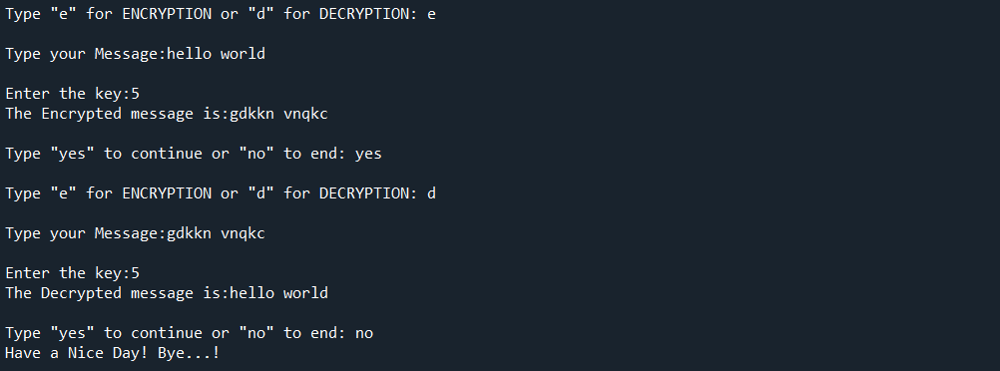 Type "e" for ENCRYPTION or "d" for DECRYPTION: e
Type your Message:hello world
Enter the key:5
The Encrypted message is:gdkkn vnqkc
Type "yes" to continue or "no" to end: yes
Type "e" for ENCRYPTION or "d" for DECRYPTION: d
Type your Message:gdkkn vnqkc
Enter the key:5
The Decrypted message is:hello world
Type "yes" to continue or "no" to end: no
Have a Nice Day! Bye...!